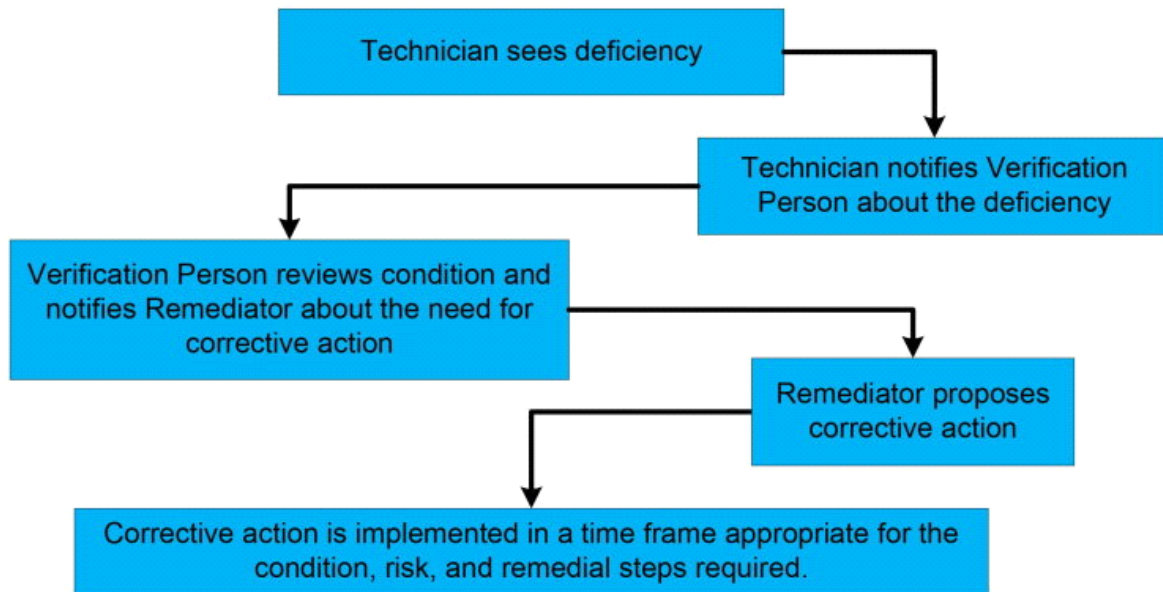 Technician sees deficiency
Technician notifies Verification
Person about the deficiency
Verification Person reviews condition and
notifies Remediator about the need for
corrective action
Remediator proposes
corrective action
Corrective action is implemented in a time frame appropriate for the
condition, risk, and remedial steps required.